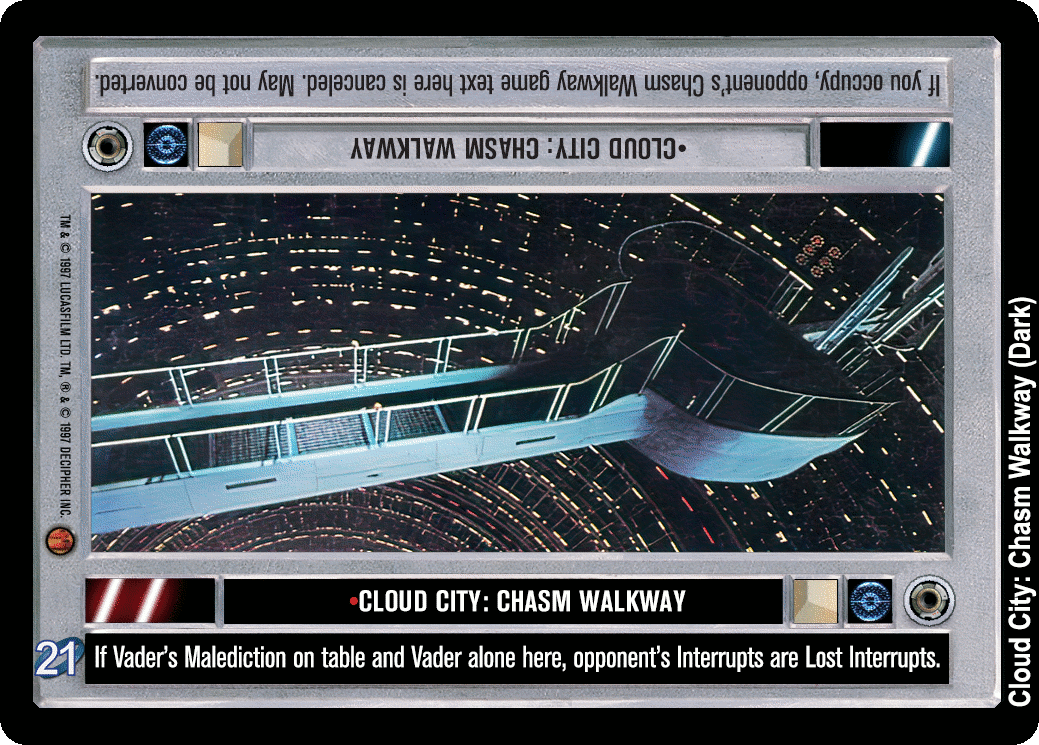 If you occupy, opponent's Chasm Walkway game text here is canceled. May not be converted.
•CLOUD CITY: CHASM WALKWAY
TM & © 1997 LUCASFILM LTD. TM, ® & © 1997 DECIPHER INC.
•CLOUD CITY: CHASM WALKWAY
21
If Vader's Malediction on table and Vader alone here, opponent's Interrupts are Lost Interrupts.
Cloud City: Chasm Walkway (Dark)